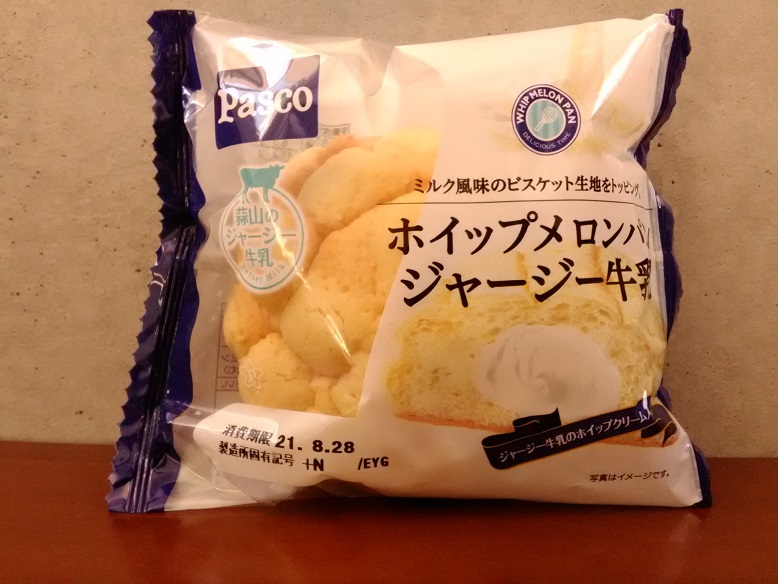 Pasco
WHIP MELON PAN
DELICIOUS TIME
ミルク風味のビスケット生地をトッピング。
蒜山の
ジャージー
牛乳
Jersey Milk
ホイップメロンパン
ジャージー牛乳
ジャージー牛乳のホイップクリーム
消費期限 21. 8.28
製造所固有記号 +N /EYG
写真はイメージです。